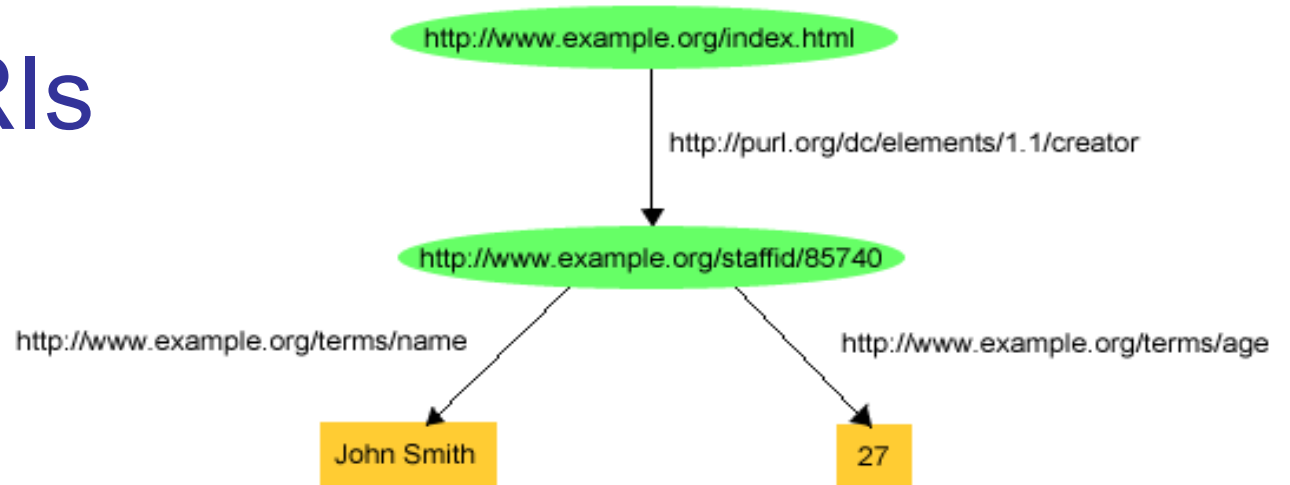 http://www.example.org/index.html
RIs
http://purl.org/dc/elements/1.1/creator
http://www.example.org/staffid/85740
http://www.example.org/terms/name
http://www.example.org/terms/age
John Smith
27